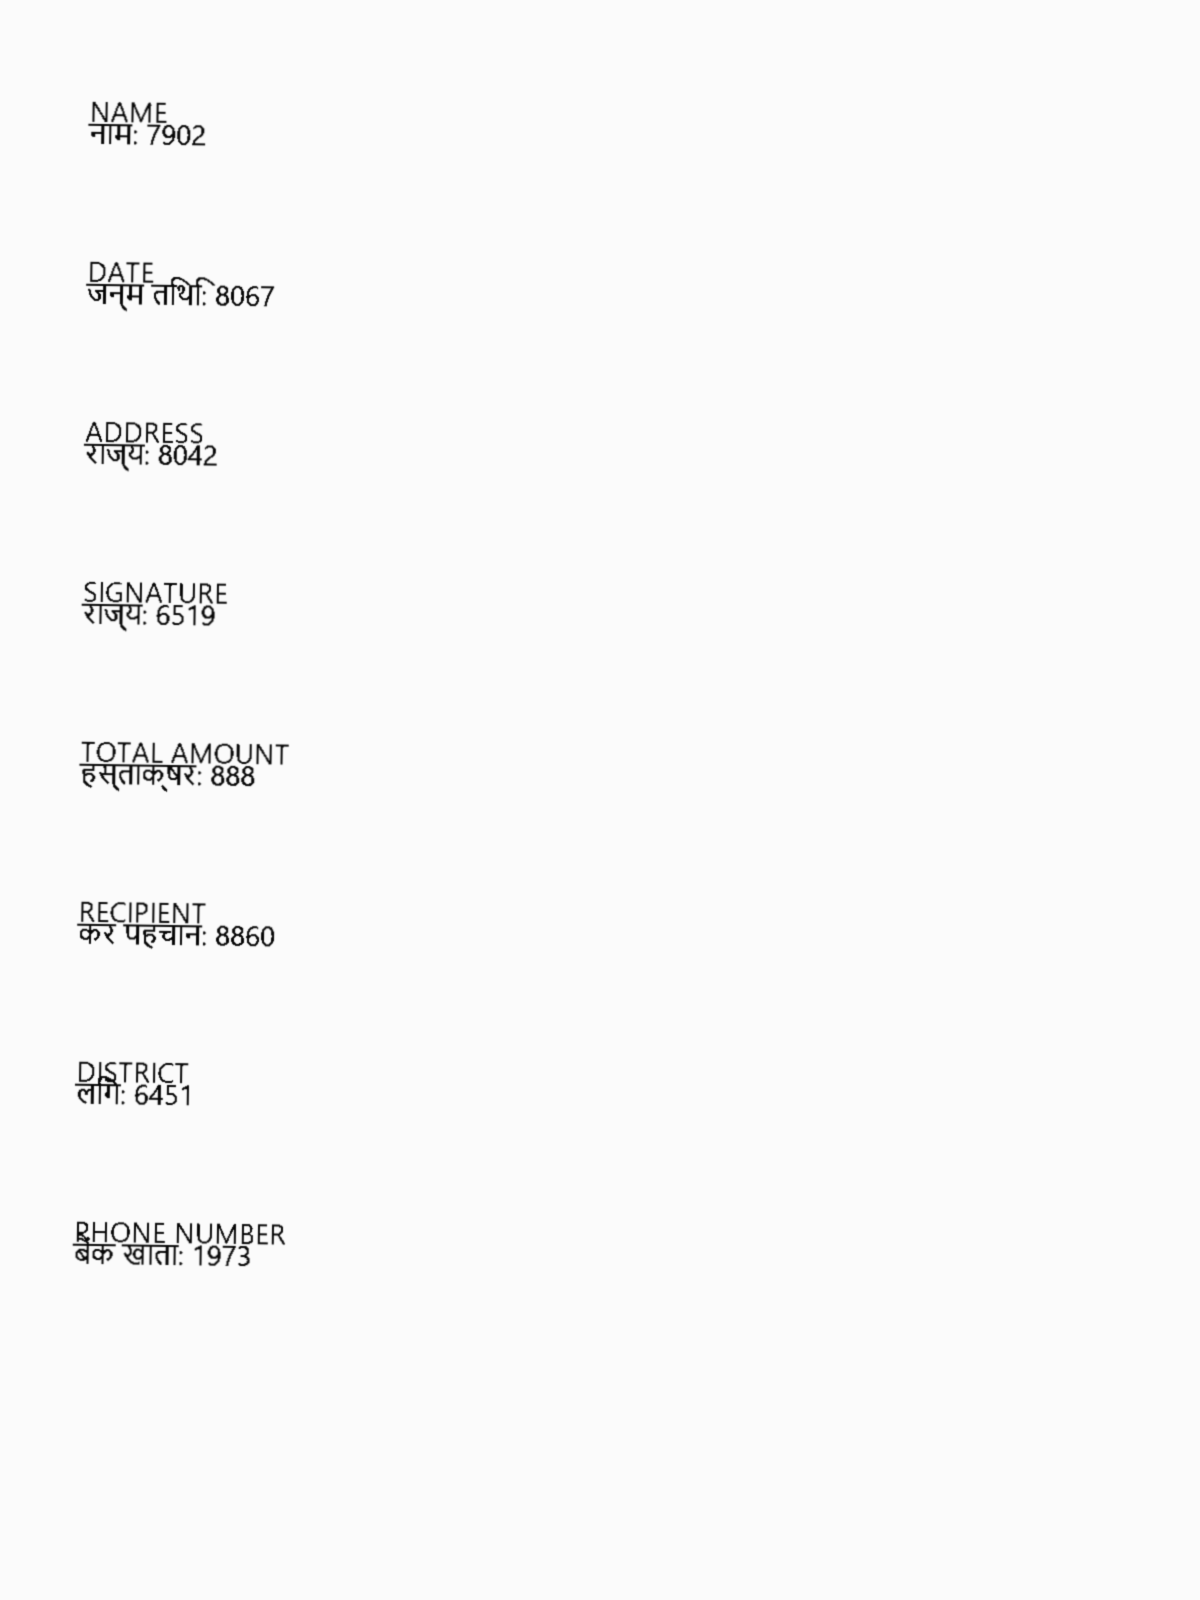 NAME
नाम: 7902
DATE
जन्म तिथि: 8067
ADDRESS
राज्य: 8042
SIGNATURE
राज्य: 6519
TOTAL AMOUNT
हस्ताक्षर: 888
RECIPIENT
कर पहचान: 8860
DISTRICT
लिंग: 6451
PHONE NUMBER
बैंक खाता: 1973